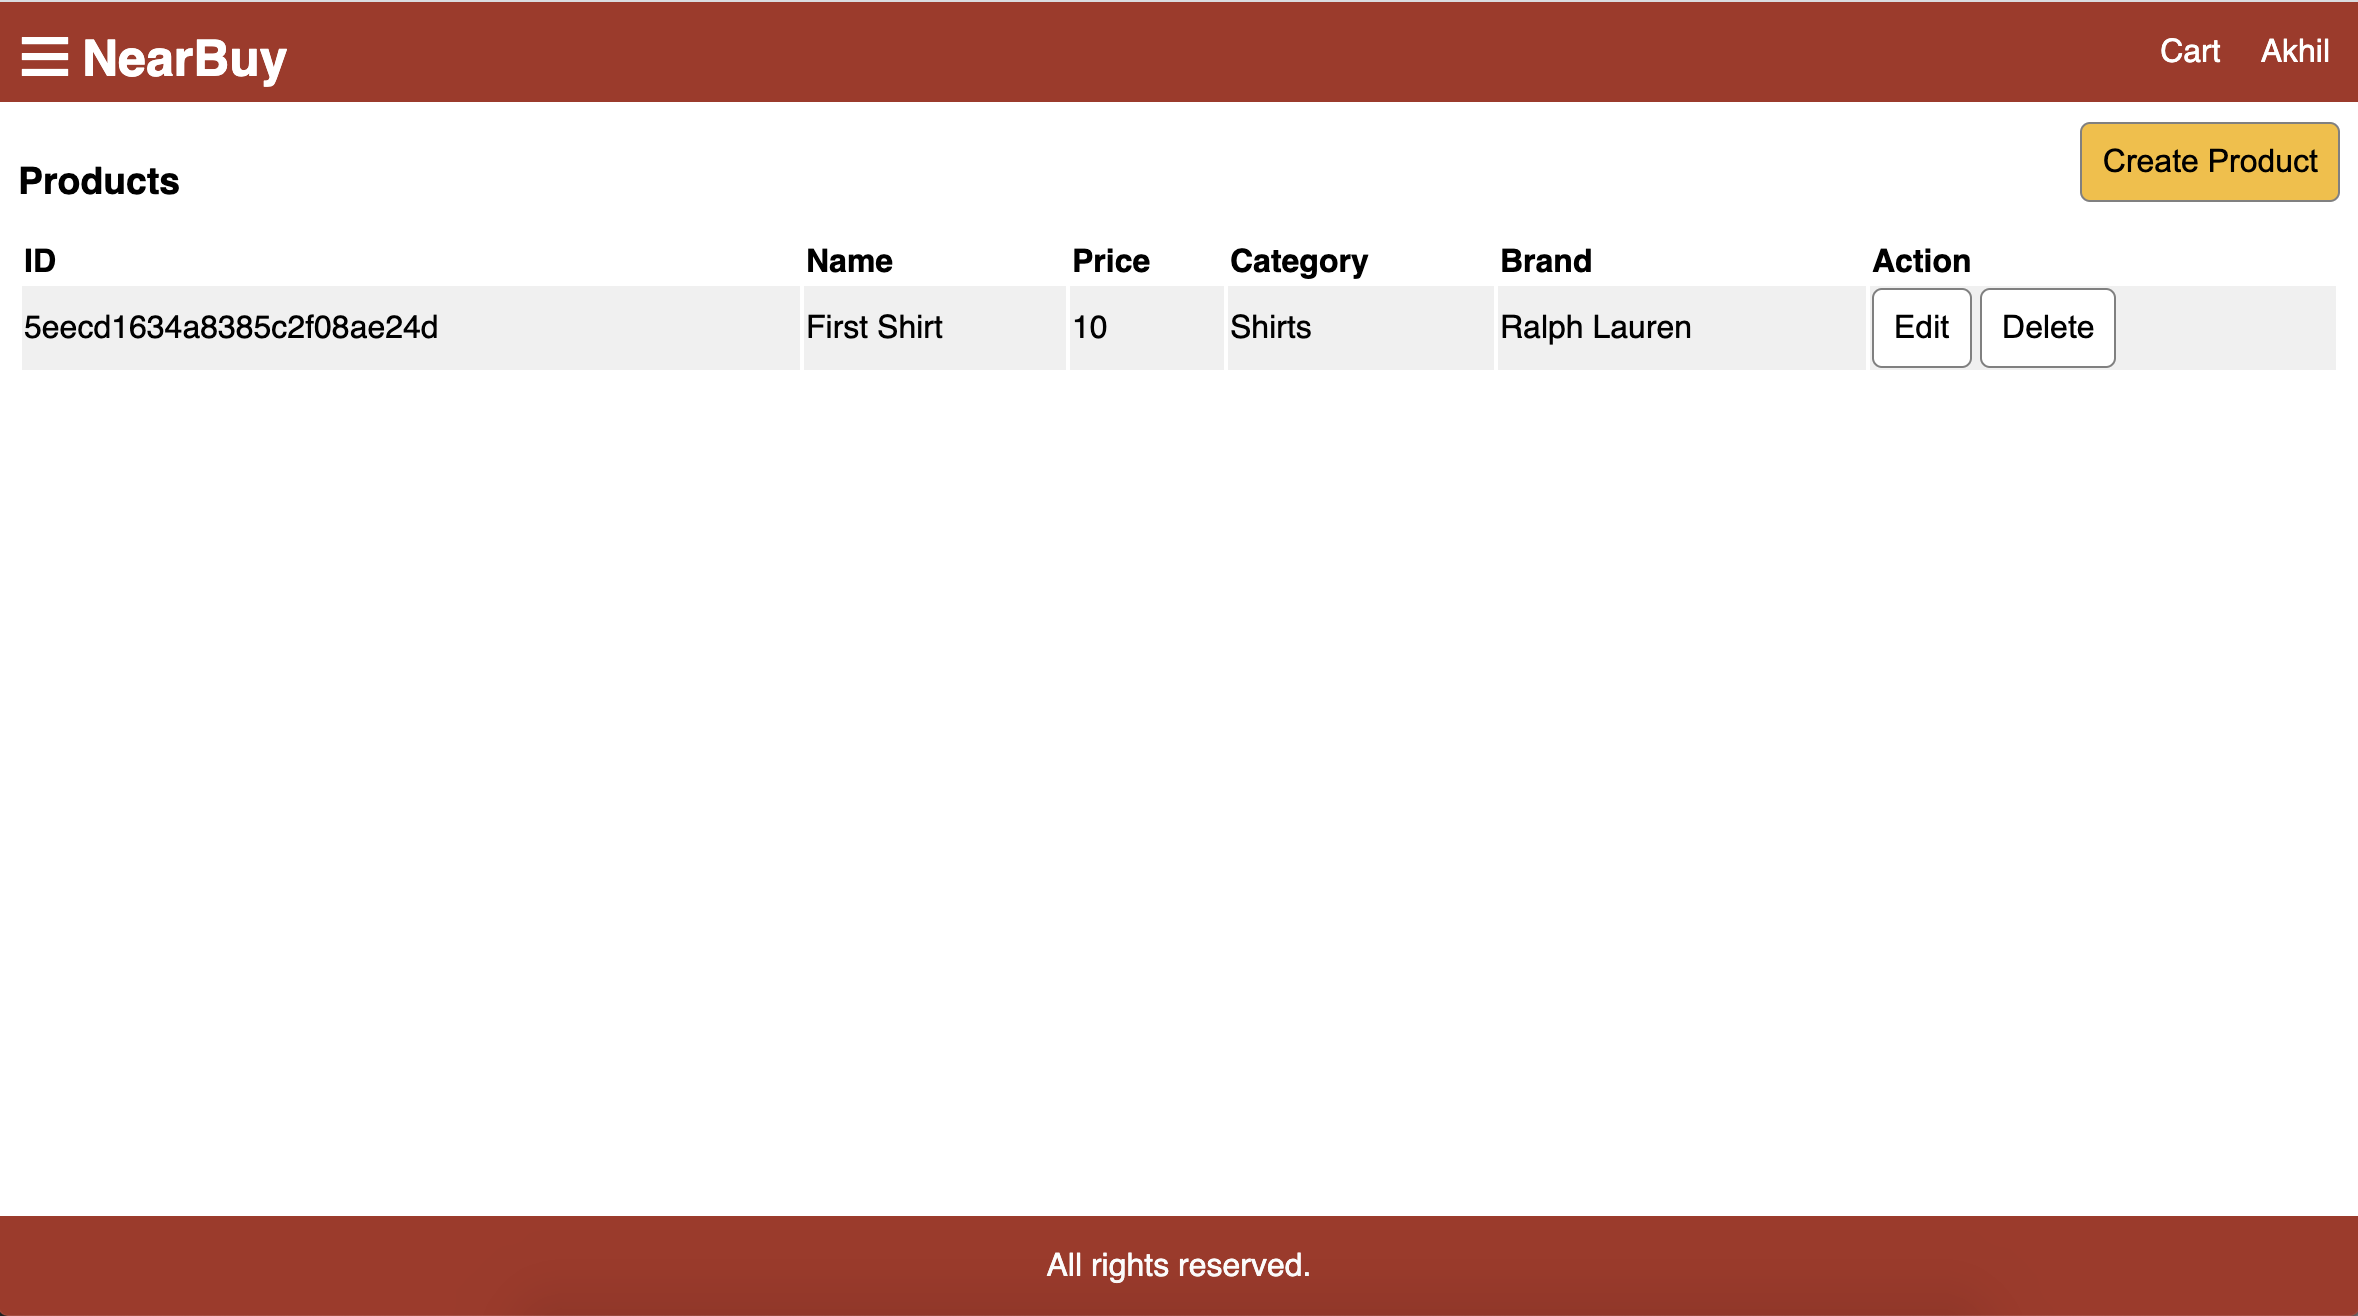 NearBuy Cart Akhil
Create Product
Products
ID Name Price Category Brand Action
5eecd1634a8385c2f08ae24d First Shirt 10 Shirts Ralph Lauren Edit Delete
All rights reserved.